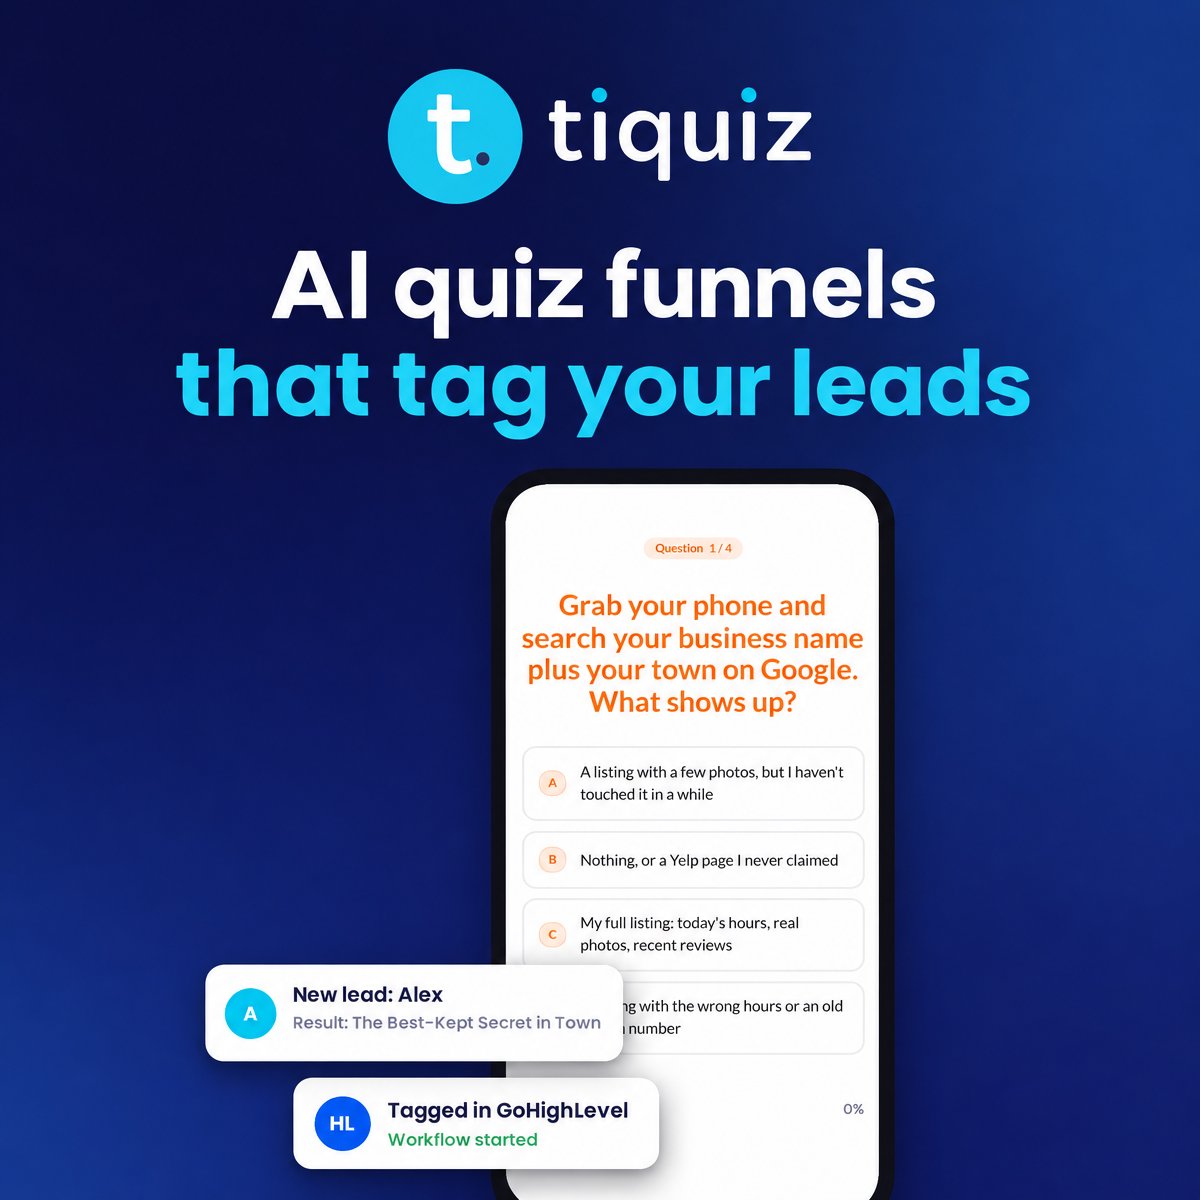 t.
tiquiz
AI quiz funnels
that tag your leads
Question 1 / 4
Grab your phone and
search your business name
plus your town on Google.
What shows up?
A
A listing with a few photos, but I haven't
touched it in a while
B
Nothing, or a Yelp page I never claimed
C
My full listing: today's hours, real
photos, recent reviews
with the wrong hours or an old
number
A
New lead: Alex
Result: The Best-Kept Secret in Town
HL
Tagged in GoHighLevel
Workflow started
0%